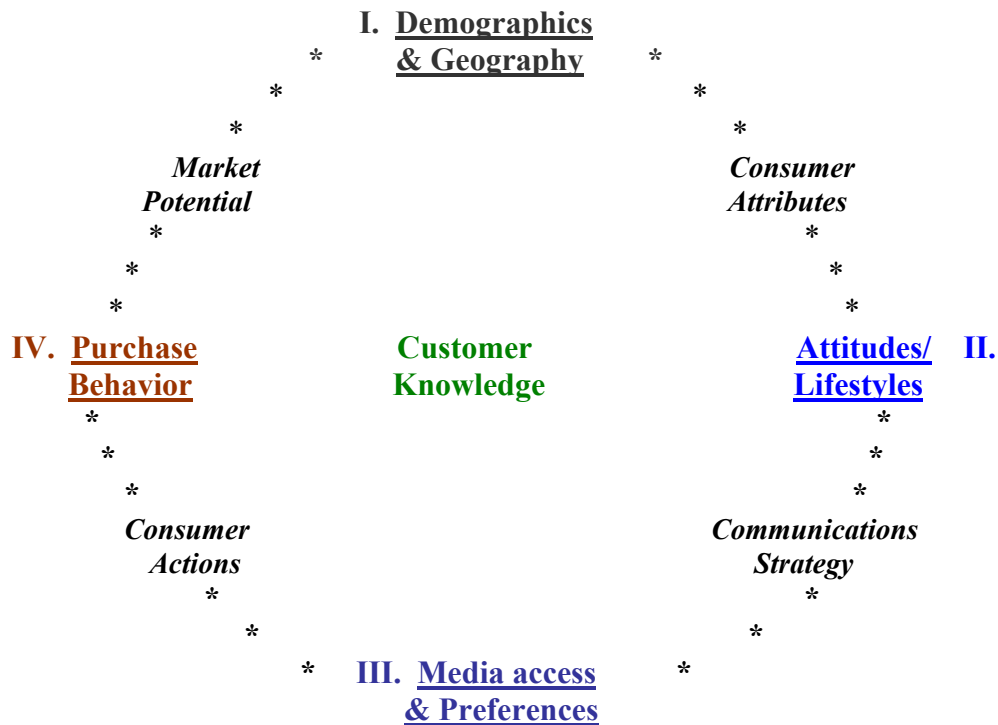 I. Demographics
& Geography
* *
* *
* *
Market Consumer
Potential Attributes
* *
* *
* *
IV. Purchase Customer Attitudes/ II.
Behavior Knowledge Lifestyles
* *
* *
* *
Consumer Communications
Actions Strategy
* *
* *
* III. Media access *
& Preferences